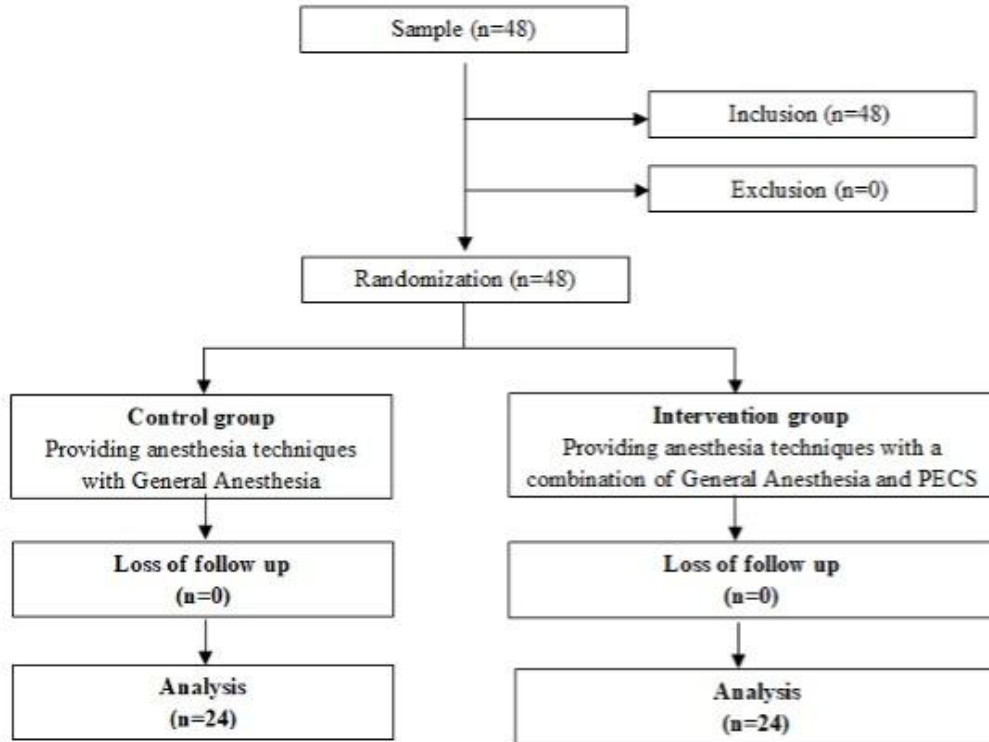 Sample (n=48)
Inclusion (n=48)
Exclusion (n=0)
Randomization (n=48)
Control group
Providing anesthesia techniques
with General Anesthesia
Intervention group
Providing anesthesia techniques with a
combination of General Anesthesia and PECS
Loss of follow up
(n=0)
Loss of follow up
(n=0)
Analysis
(n=24)
Analysis
(n=24)